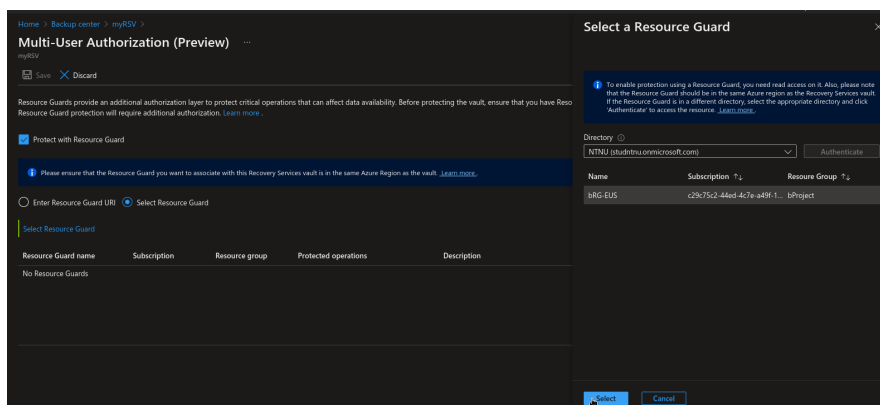 Home > Backup center > myRSV >
Multi-User Authorization (Preview) ...
myRSV
Save Discard
Resource Guards provide an additional authorization layer to protect critical operations that can affect data availability. Before protecting the vault, ensure that you have Reso
Resource Guard protection will require additional authorization. Learn more .
Protect with Resource Guard
Please ensure that the Resource Guard you want to associate with this Recovery Services vault is in the same Azure Region as the vault. Learn more .
Enter Resource Guard URI Select Resource Guard
Select Resource Guard
Resource Guard name Subscription Resource group Protected operations Description
No Resource Guards
Select a Resource Guard
To enable protection using a Resource Guard, you need read access on it. Also, please note
that the Resource Guard should be in the same Azure region as the Recovery Services vault.
If the Resource Guard is in a different directory, select the appropriate directory and click
'Authenticate' to access the resource. Learn more .
Directory
NTNU (studntnu.onmicrosoft.com) Authenticate
Name Subscription ↑↓ Resoure Group ↑↓
bRG-EUS c29c75c2-44ed-4c7e-a49f-1... bProject
Select Cancel